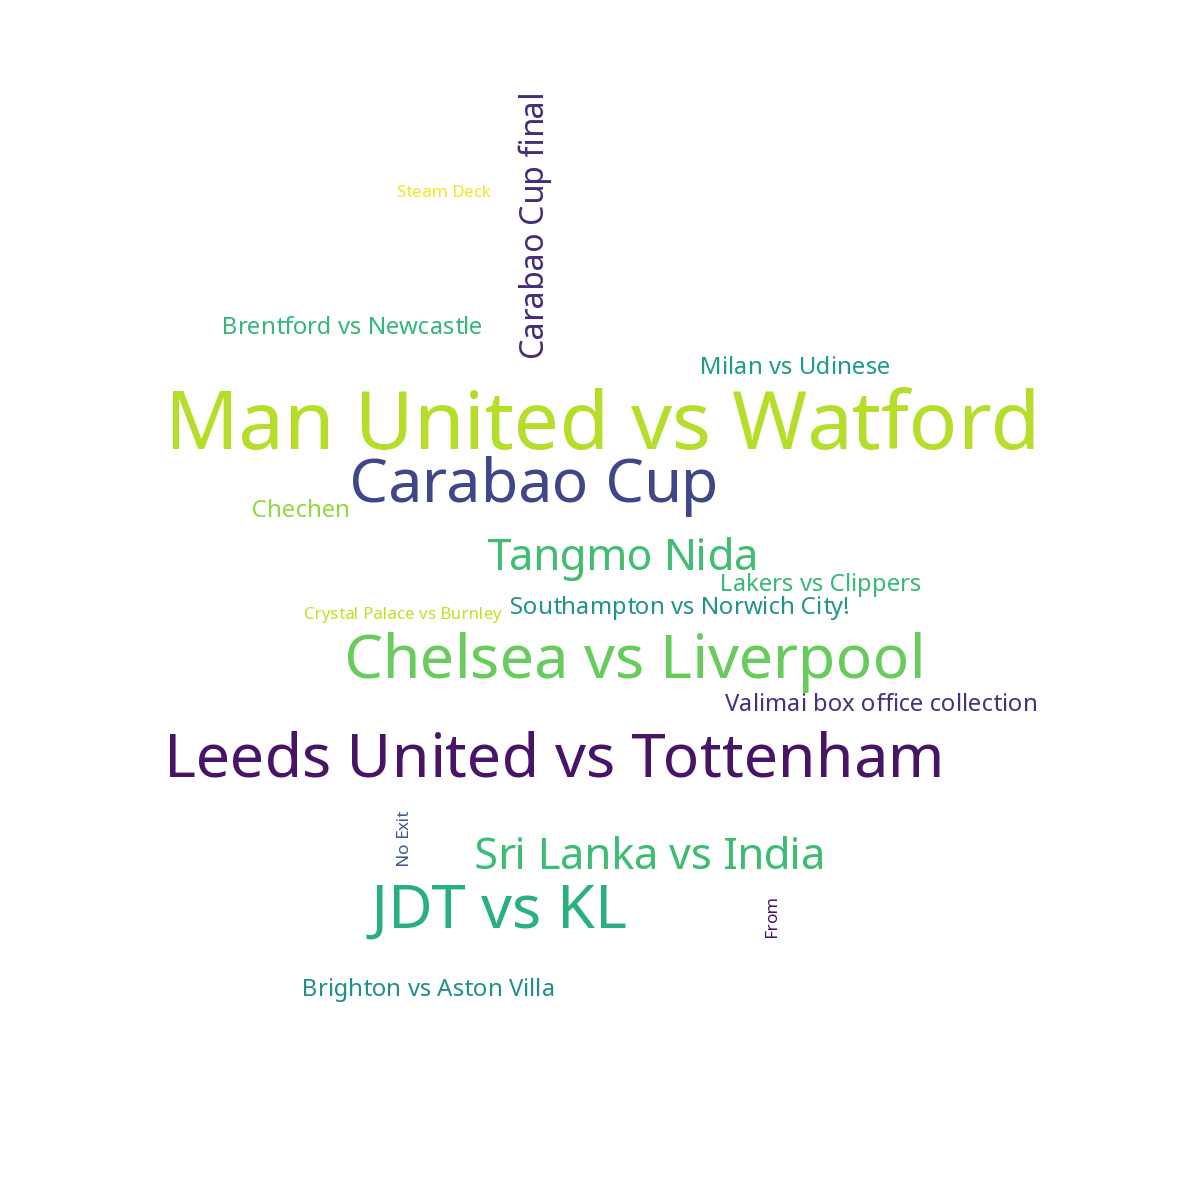 Carabao Cup final
Steam Deck
Brentford vs Newcastle
Milan vs Udinese
Man United vs Watford
Carabao Cup
Chechen
Tangmo Nida
Lakers vs Clippers
Southampton vs Norwich City!
Crystal Palace vs Burnley
Chelsea vs Liverpool
Valimai box office collection
Leeds United vs Tottenham
No Exit
Sri Lanka vs India
JDT vs KL
From
Brighton vs Aston Villa